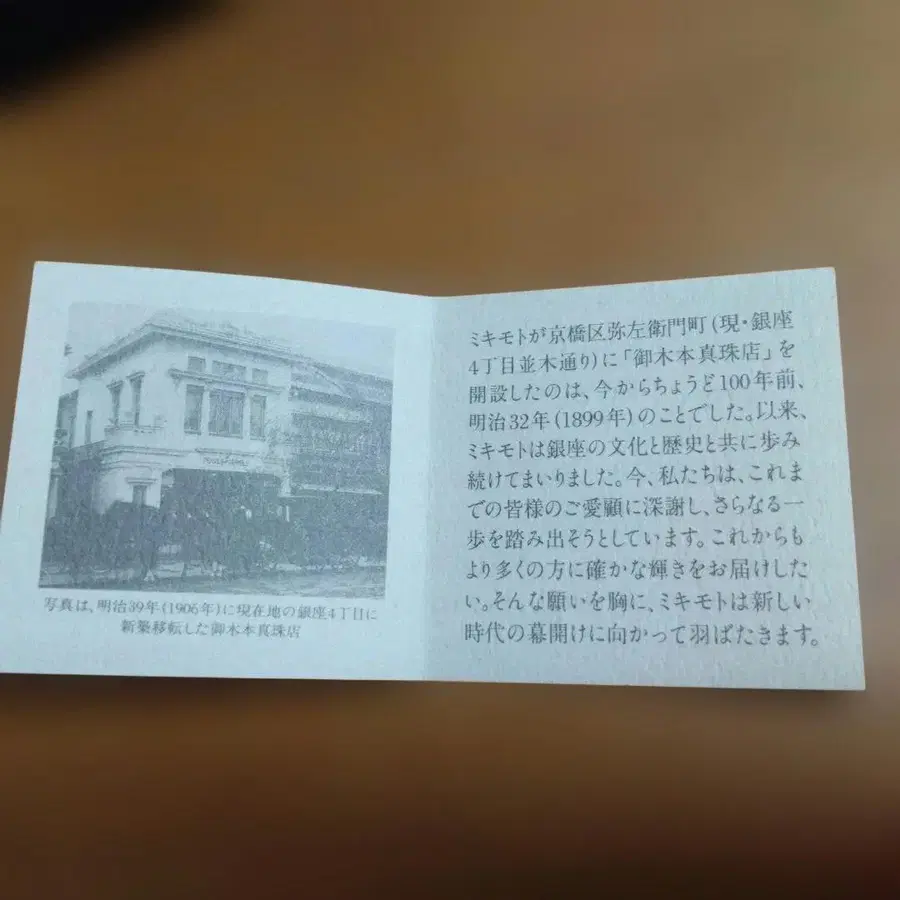 写真は、明治39年(1906年)に現在地の銀座4丁目に
新築移転した御木本真珠店
ミキモトが京橋区弥左衛門町(現・銀座
4丁目並木通り)に「御木本真珠店」を
開設したのは、今からちょうど100年前、
明治32年(1899年)のことでした。以来、
ミキモトは銀座の文化と歴史と共に歩み
続けてまいりました。今、私たちは、これま
での皆様のご愛顧に深謝し、さらなる一
歩を踏み出そうとしています。これからも
より多くの方に確かな輝きをお届けした
い。そんな願いを胸に、ミキモトは新しい
時代の幕開けに向かって羽ばたきます。